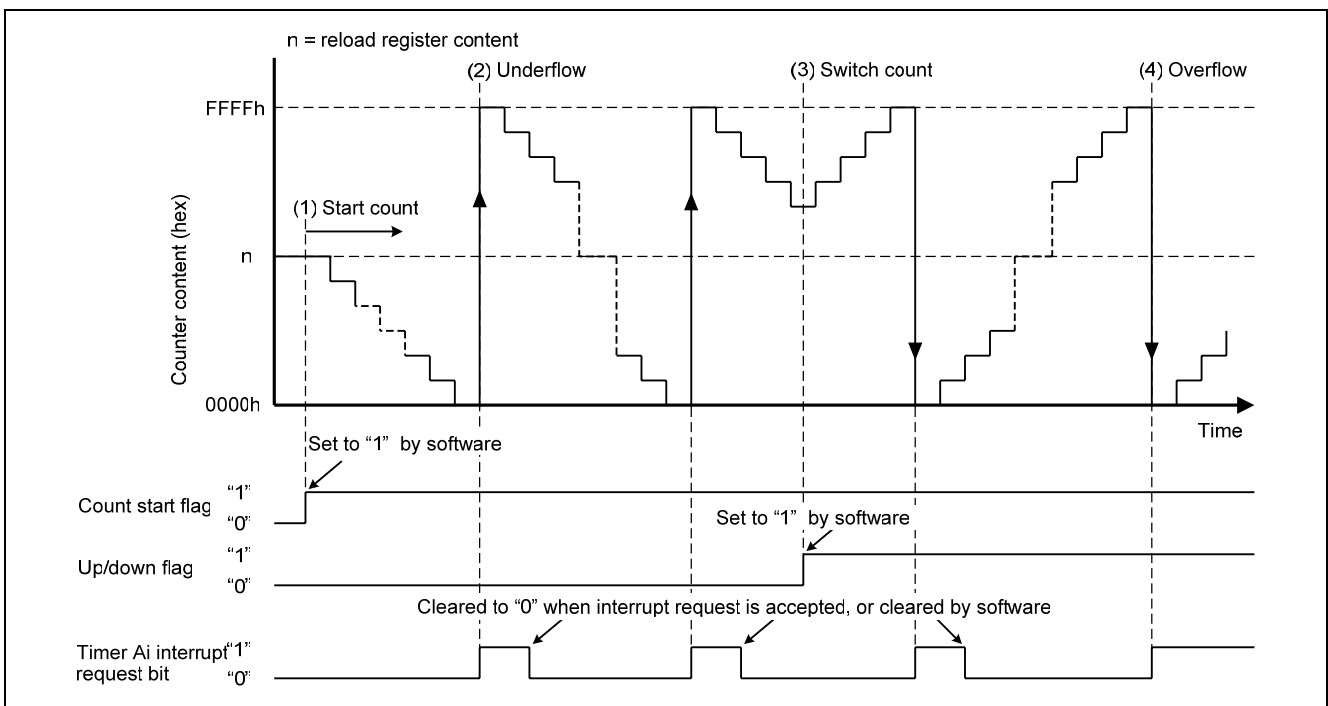 n = reload register content
(2) Underflow
(3) Switch count
(4) Overflow
FFFFh
(1) Start count
n
Counter content (hex)
0000h
Time
Set to “1” by software
Count start flag
“1”
“0”
Set to “1” by software
Up/down flag
“1”
“0”
Cleared to “0” when interrupt request is accepted, or cleared by software
Timer Ai interrupt
request bit
“1”
“0”